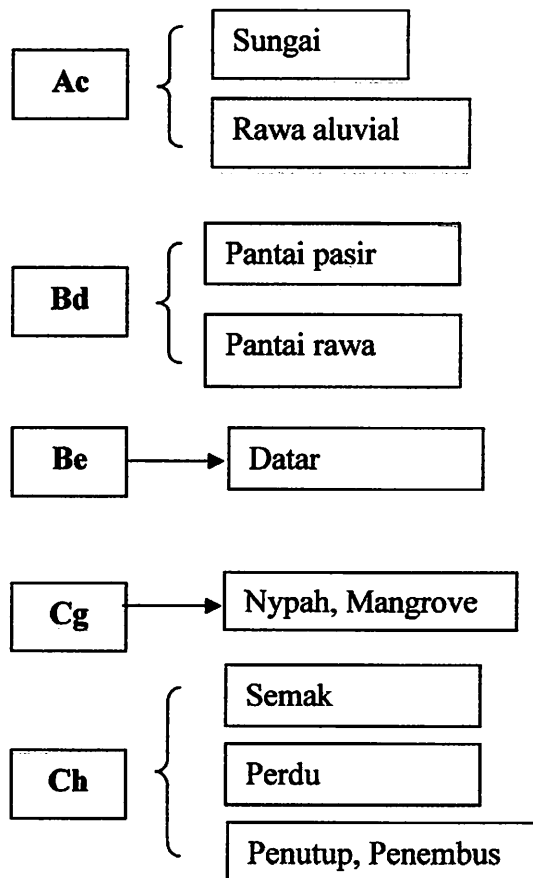 Ac
Sungai
Rawa aluvial
Bd
Pantai pasir
Pantai rawa
Be
Datar
Cg
Nypah, Mangrove
Ch
Semak
Perdu
Penutup, Penembus